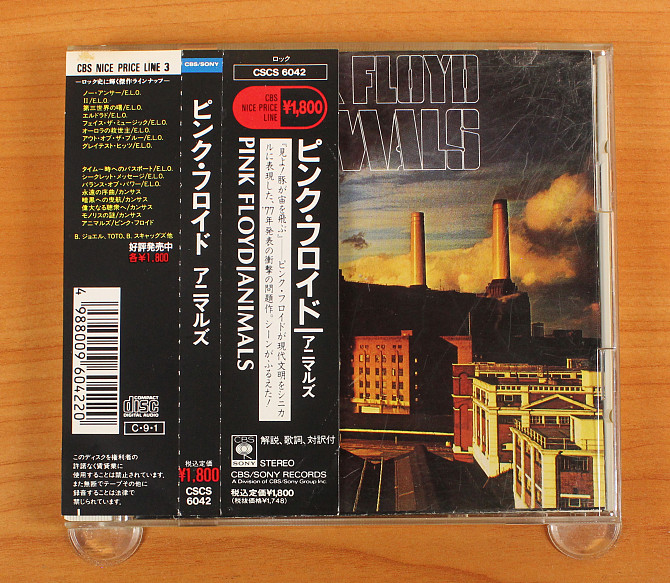 CBS NICE PRICE LINE 3
ーロック史に輝く傑作ラインナップー
ノー・アンサー/E.L.O.
II/E.L.O.
第三世界の曙/E.L.O.
エルドラド/E.L.O.
フェイス・ザ・ミュージック/E.L.O.
オーロラの救世主/E.L.O.
アウト・オブ・ザ・ブルー/E.L.O.
グレイテスト・ヒッツ/E.L.O.
タイム〜時へのパスポート/E.L.O.
シークレット・メッセージ/E.L.O.
バランス・オブ・パワー/E.L.O.
永遠の序曲/カンサス
暗黒への曳航/カンサス
偉大なる聴衆へ/カンサス
モノリスの謎/カンサス
アニマルズ/ピンク・フロイド
B. ジョエル、TOTO、B. スキャッグズ他
好評発売中
各¥1,800
4988009604220
COMPACT
disc
DIGITAL AUDIO
C・9・1
このディスクを権利者の
許諾なく賃貸業に
使用することは禁止されています。
また無断でテープその他に
録音することは法律で
禁じられています。
CBS/SONY
ピンク・フロイド アニマルズ
税込定価
¥1,800
CSCS
6042
ロック
CSCS 6042
CBS
NICE PRICE
LINE
¥1,800
ピンク・フロイド アニマルズ
「見よ!豚が宙を飛ぶ」── ピンク・フロイドが現代文明をシニカ
ルに表現した、'77年発表の衝撃の問題作。シーンが、ふるえた!
PINK FLOYD|ANIMALS
CBS
SONY
解説、歌詞、対訳付
STEREO
CBS/SONY RECORDS
A Division of CBS/Sony Group Inc.
税込定価¥1,800
(税抜価格¥1,748)
FLOYD
MALS